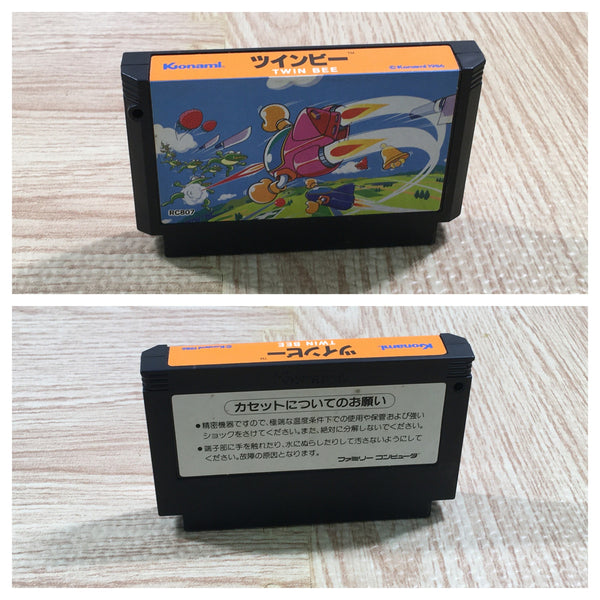 Konami
ツインビー™
TWIN BEE
©Konami 1986
RC807
©Konami 1986
ツインビー™
TWIN BEE
Konami
カセットについてのお願い
●精密機器ですので、極端な温度条件下での使用や保管および強い
ショックをさけてください。また、絶対に分解しないでください。
●端子部に手を触れたり、水にぬらしたりして汚さないようにして
ください。故障の原因となります。
ファミリー コンピュータ